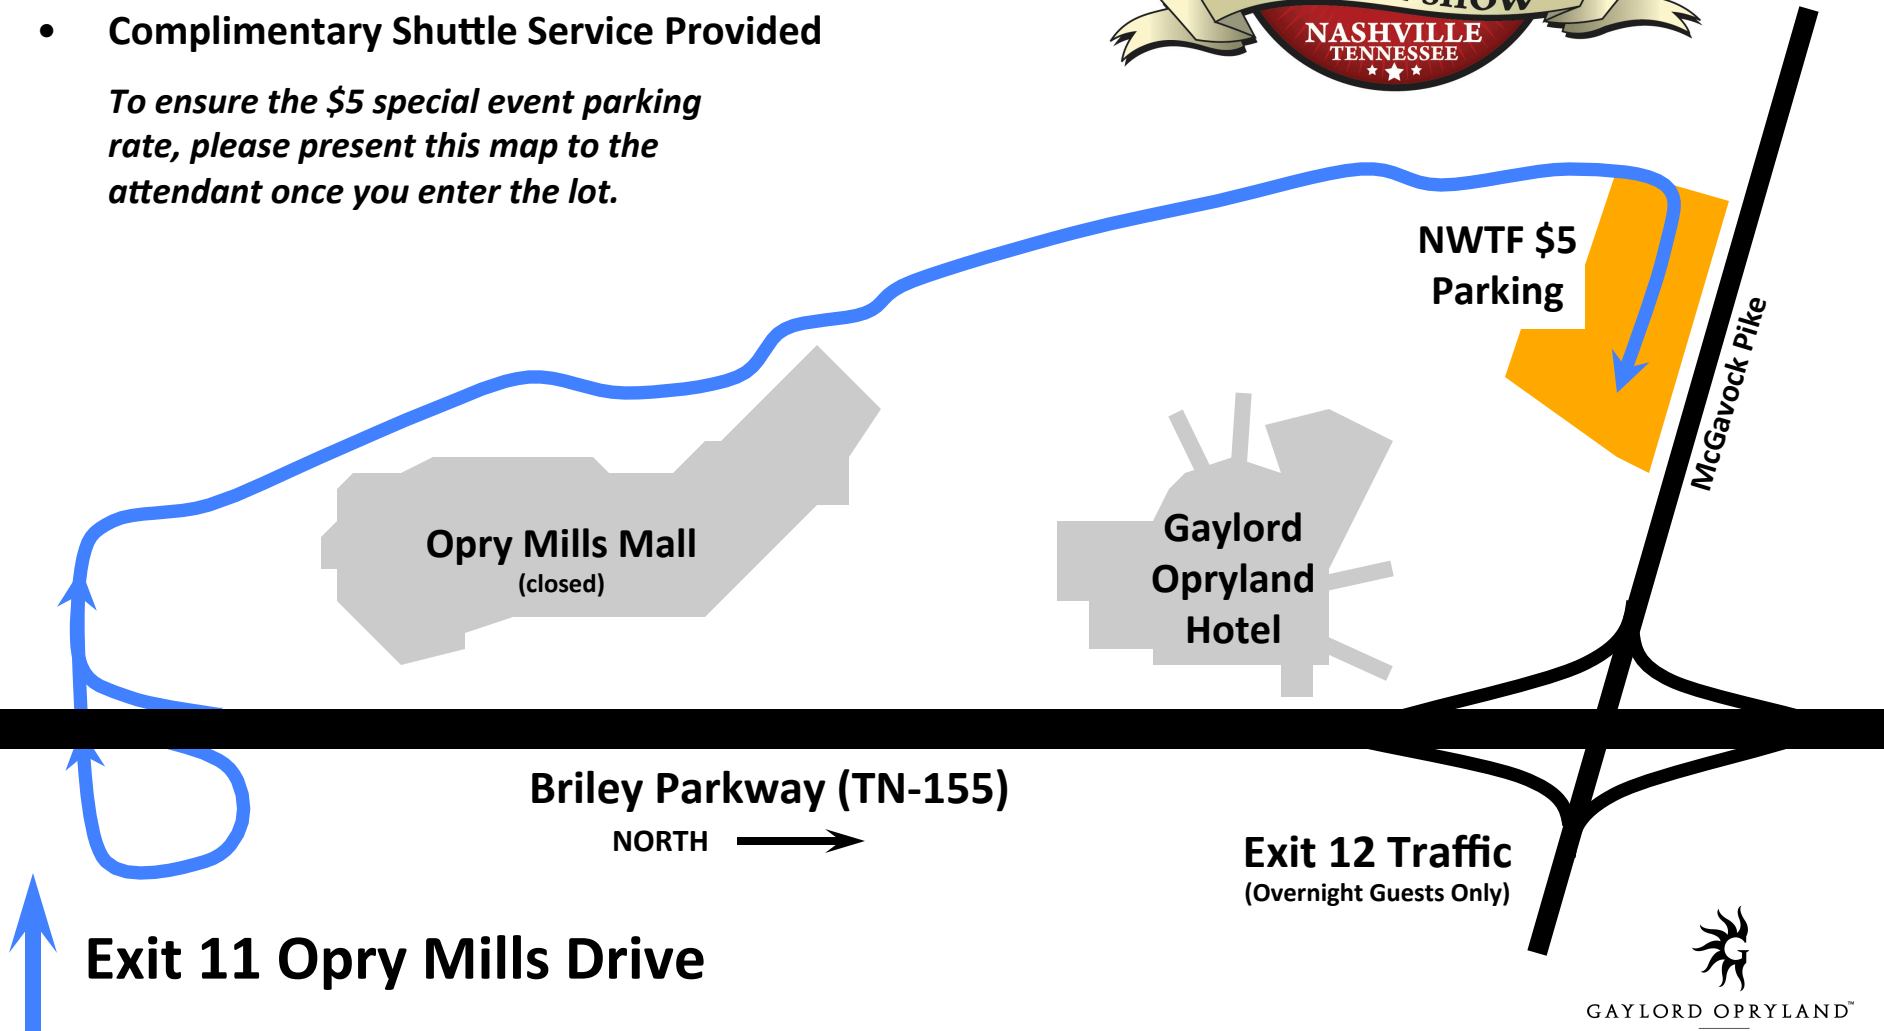 • Complimentary Shuttle Service Provided
To ensure the $5 special event parking
rate, please present this map to the
attendant once you enter the lot.
SHOW
NASHVILLE
TENNESSEE
NWTF $5
Parking
McGavock Pike
Opry Mills Mall
(closed)
Gaylord
Opryland
Hotel
Briley Parkway (TN-155)
NORTH
Exit 12 Traffic
(Overnight Guests Only)
Exit 11 Opry Mills Drive
G
GAYLORD OPRYLAND™